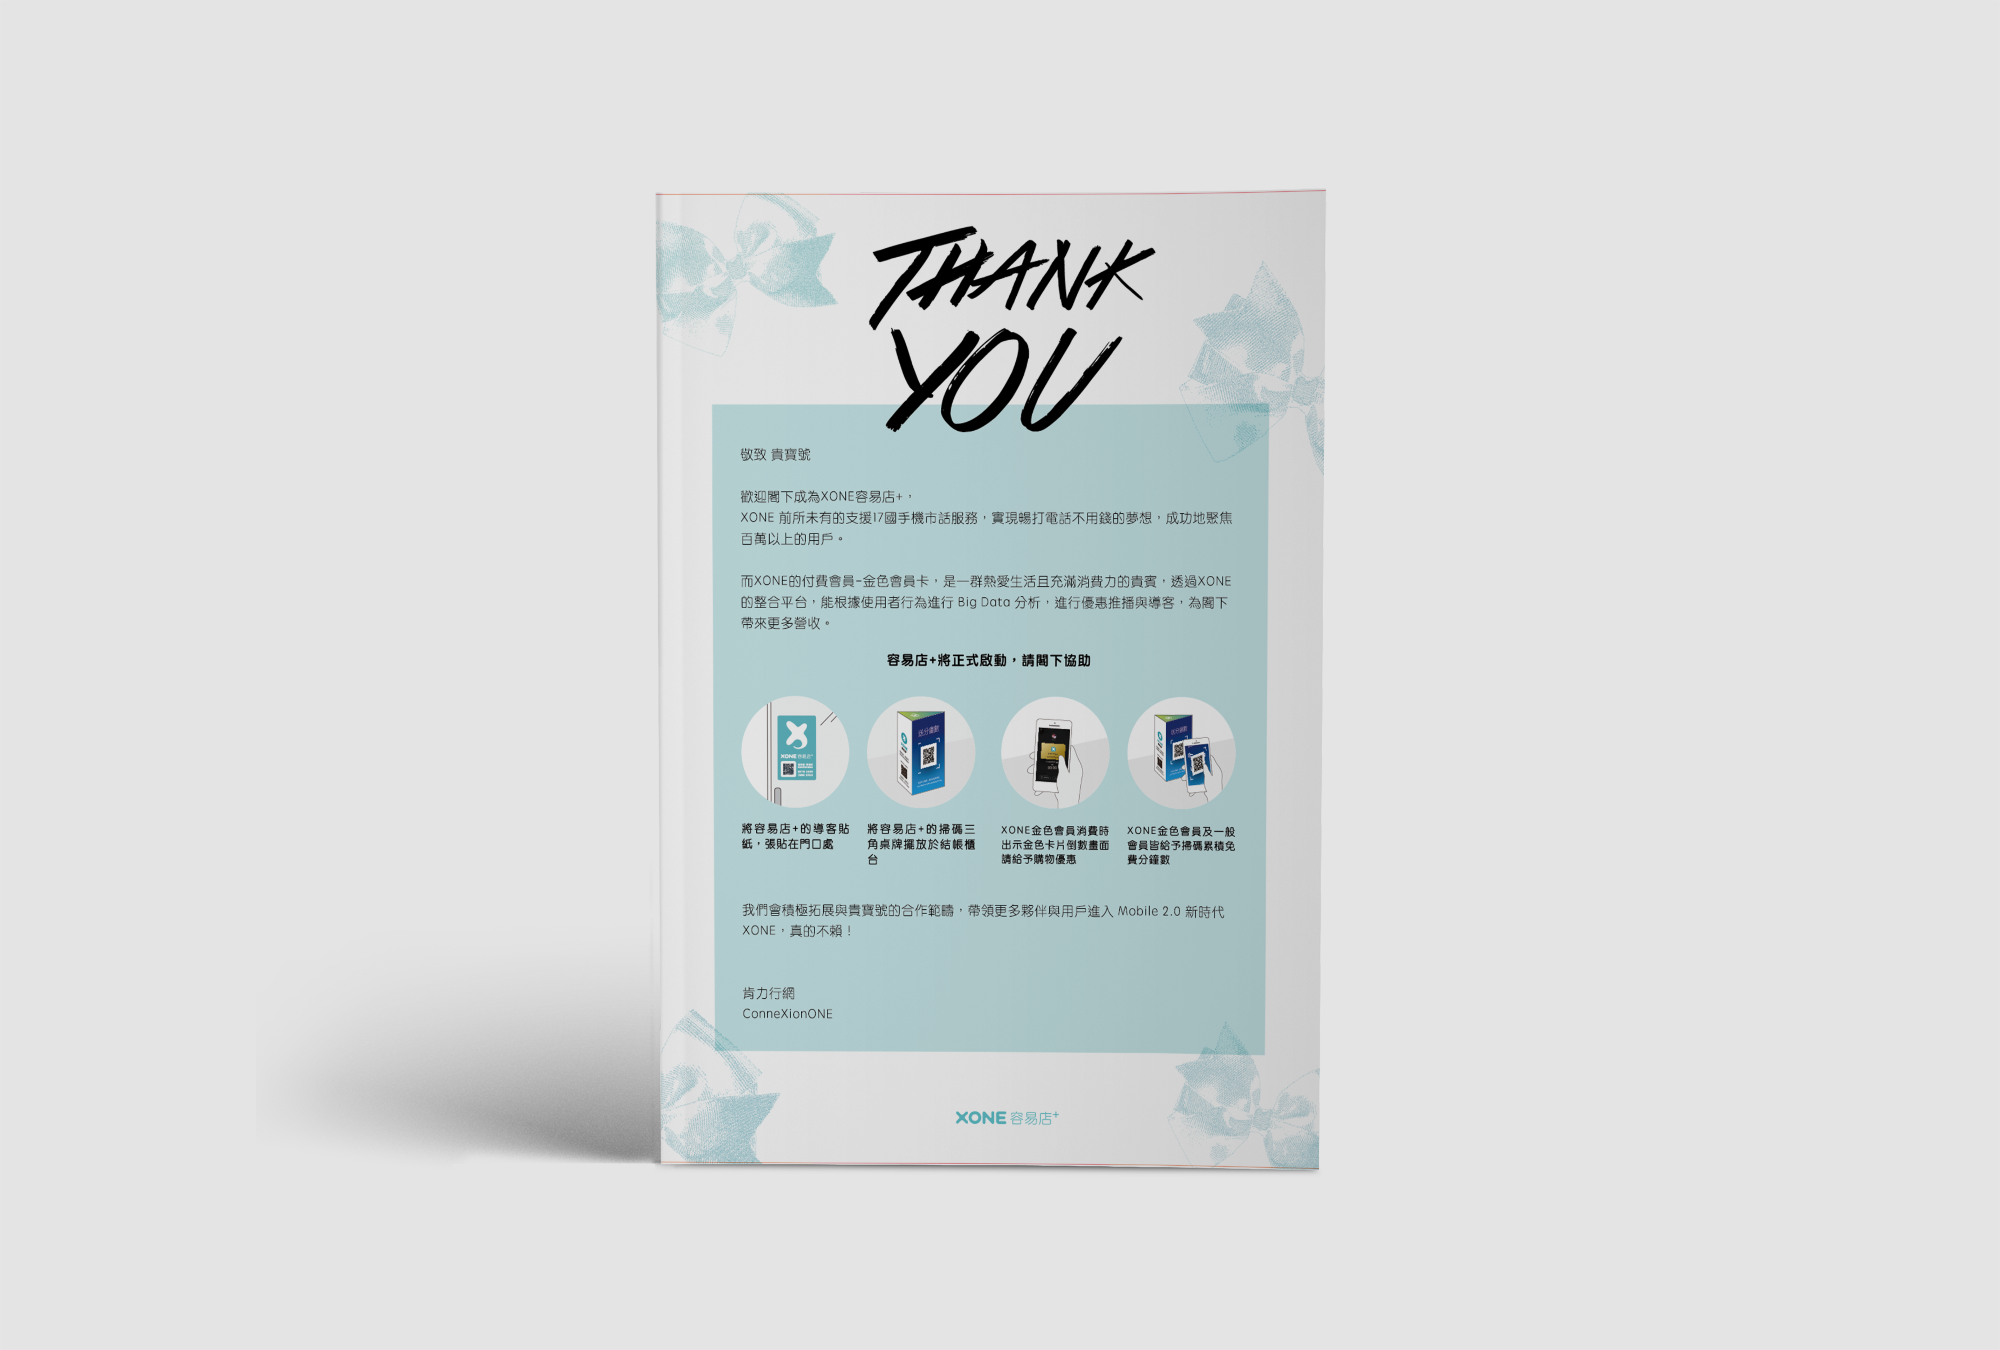 THANK
YOU
敬致 貴寶號
歡迎閣下成為XONE容易店+，
XONE 前所未有的支援17國手機市話服務，實現暢打電話不用錢的夢想，成功地聚焦
百萬以上的用戶。
而XONE的付費會員-金色會員卡，是一群熱愛生活且充滿消費力的貴賓，透過XONE
的整合平台，能根據使用者行為進行 Big Data 分析，進行優惠推播與導客，為閣下
帶來更多營收。
容易店+將正式啟動，請閣下協助
XONE 容易店+
送分鐘數
將容易店+的導客貼
紙，張貼在門口處
將容易店+的掃碼三
角桌牌擺放於結帳櫃
台
XONE金色會員消費時
出示金色卡片倒數畫面
請給予購物優惠
XONE金色會員及一般
會員皆給予掃碼累積免
費分鐘數
我們會積極拓展與貴寶號的合作範疇，帶領更多夥伴與用戶進入 Mobile 2.0 新時代
XONE，真的不賴！
肯力行網
ConneXionONE
XONE 容易店+